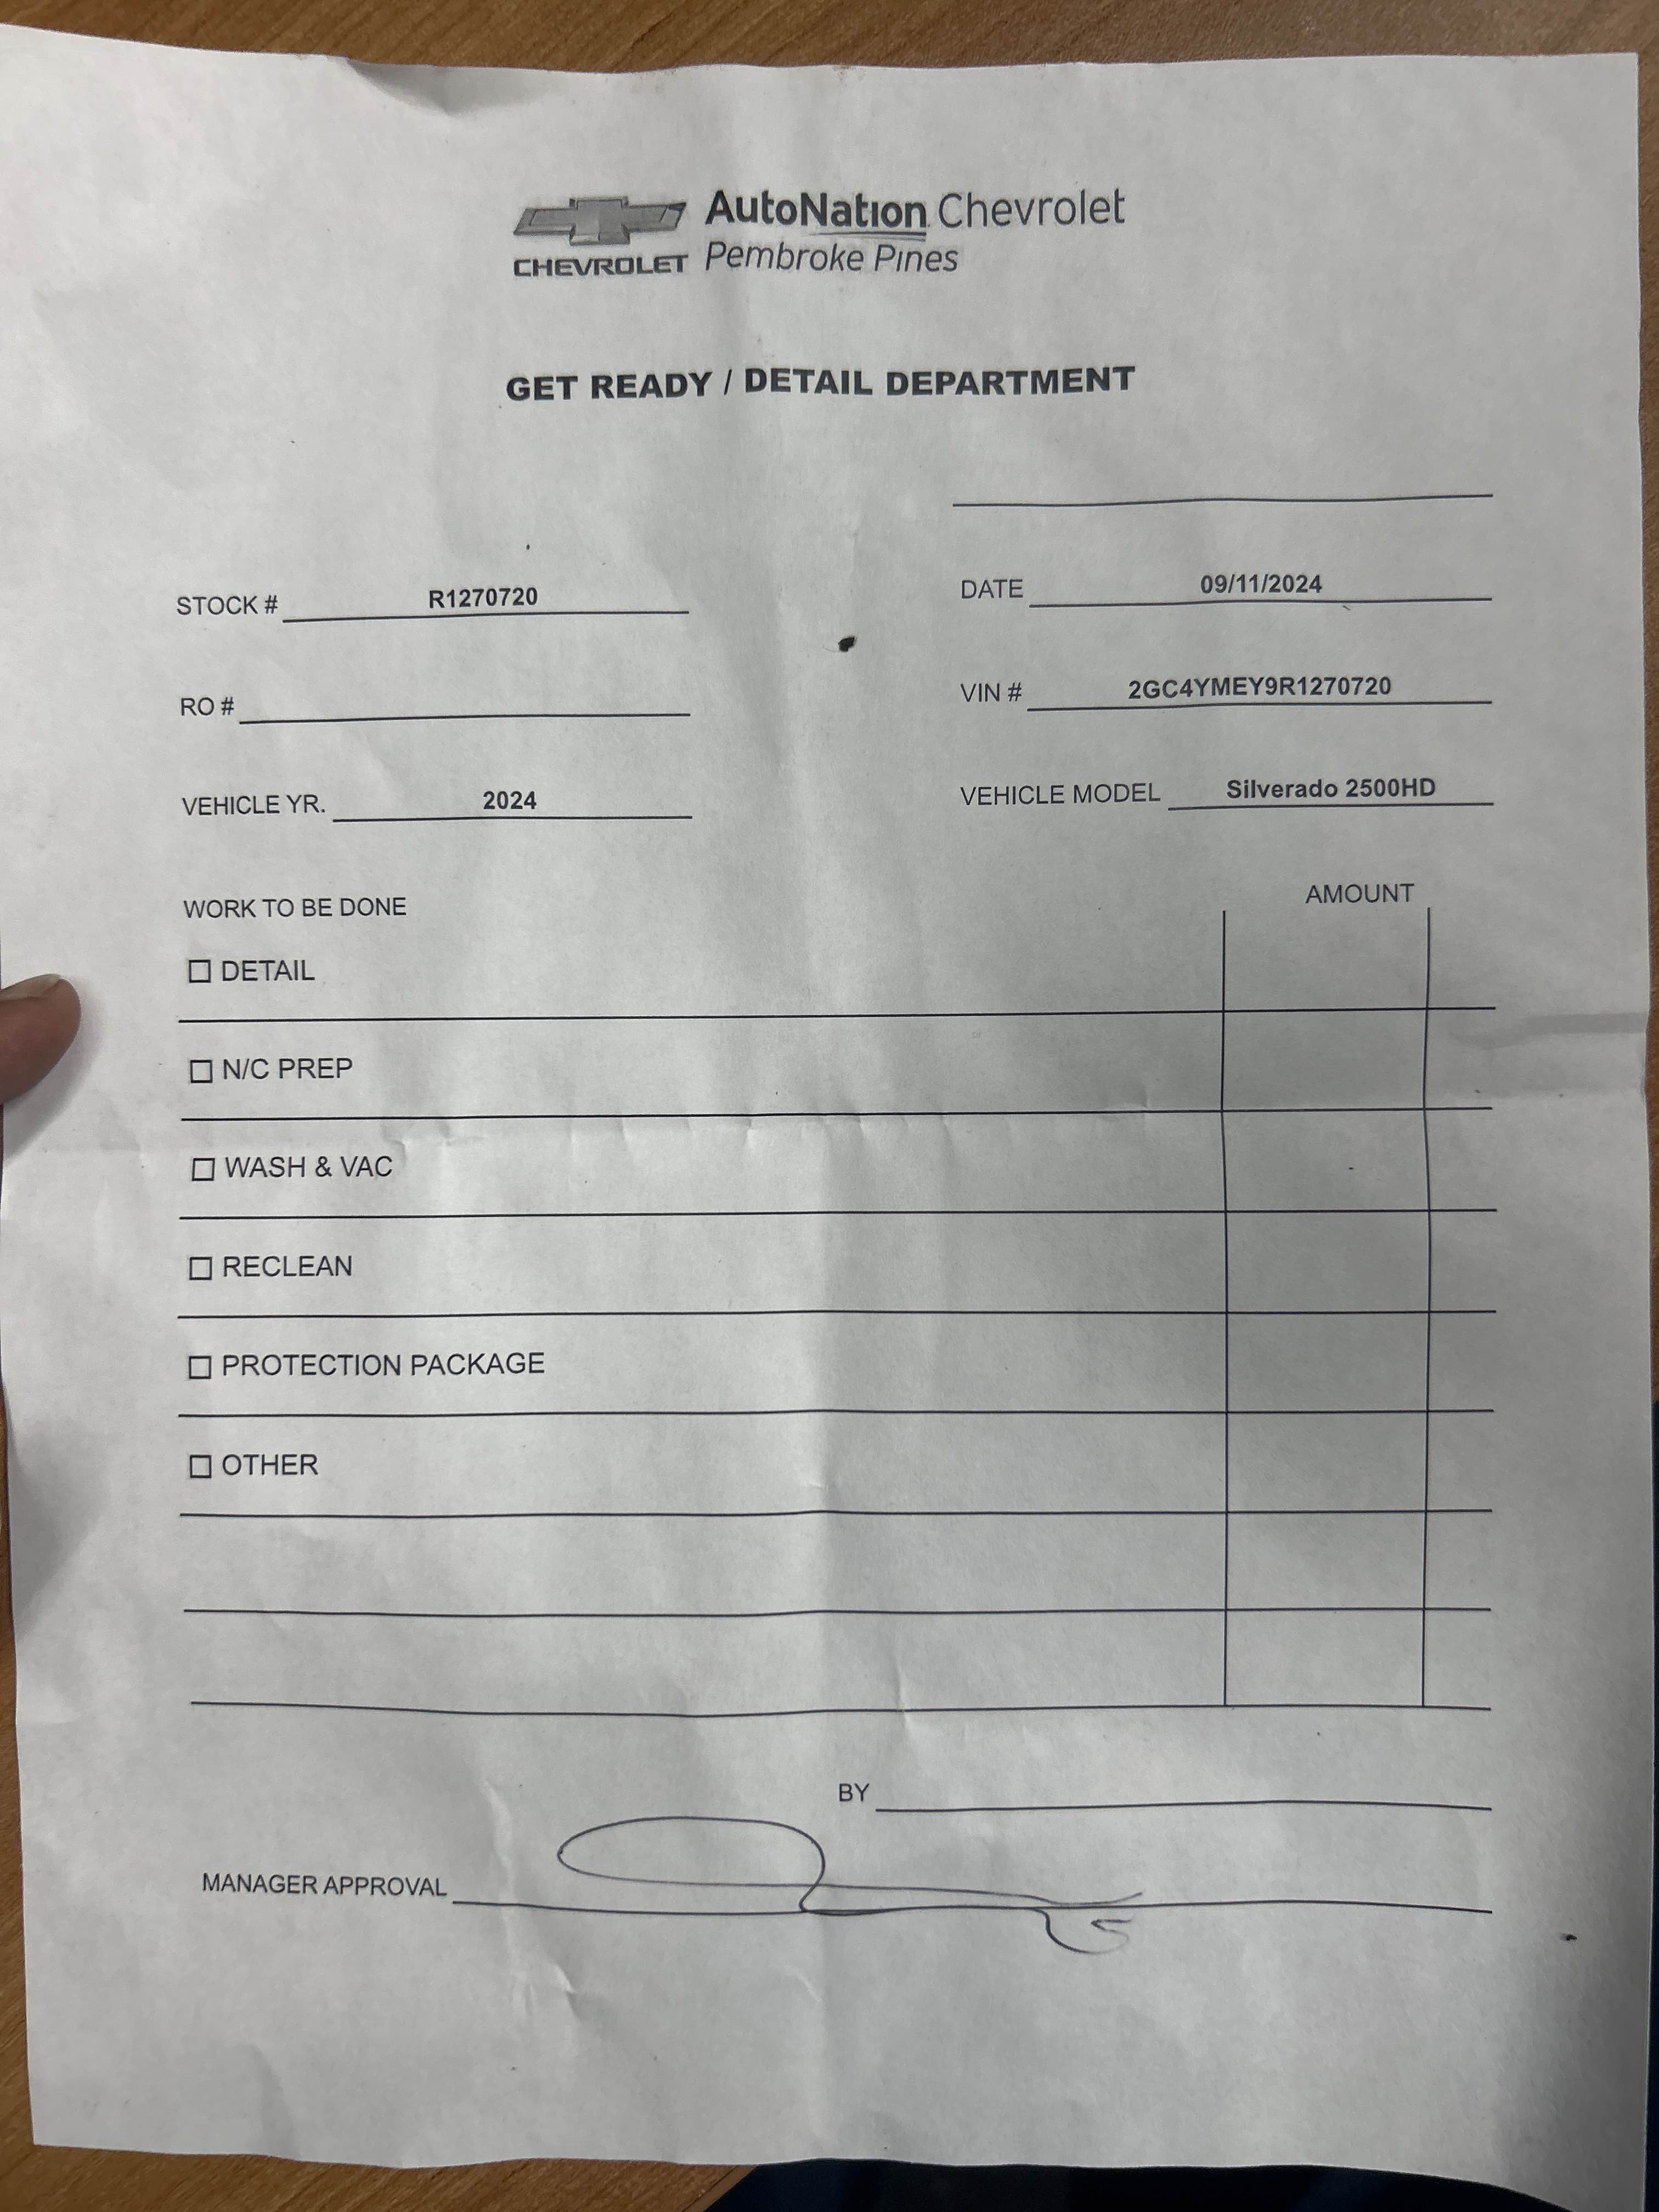 AutoNation Chevrolet
CHEVROLET Pembroke Pines
GET READY / DETAIL DEPARTMENT
STOCK # R1270720 DATE 09/11/2024
RO # VIN # 2GC4YMEY9R1270720
VEHICLE YR. 2024 VEHICLE MODEL Silverado 2500HD
WORK TO BE DONE AMOUNT
DETAIL
N/C PREP
WASH & VAC
RECLEAN
PROTECTION PACKAGE
OTHER
BY
MANAGER APPROVAL